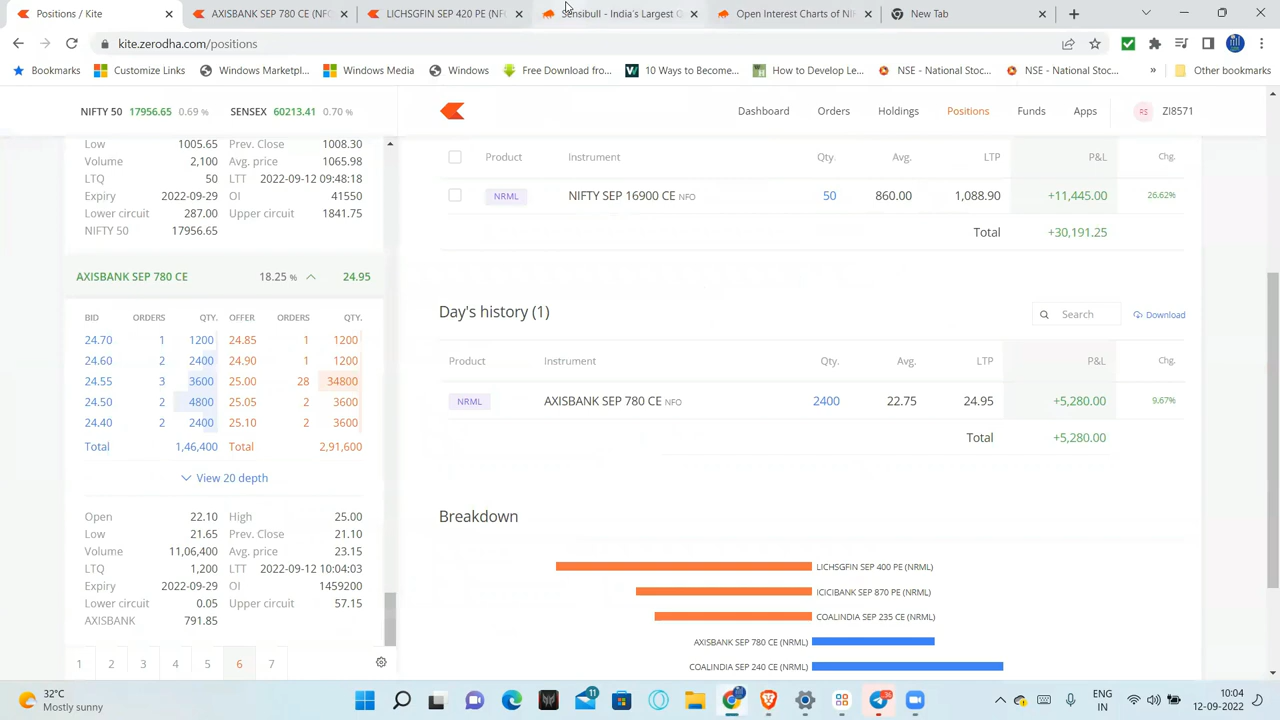 Positions / Kite
AXISBANK SEP 780 CE (NFO
LICHSGFIN SEP 420 PE (NF
Sensibull - India's Largest O
Open Interest Charts of NI
New Tab
kite.zerodha.com/positions
Bookmarks
Customize Links
Windows Marketpl...
Windows Media
Windows
Free Download fro...
10 Ways to Become...
How to Develop Le...
NSE - National Stoc...
NSE - National Stoc...
»
Other bookmarks
NIFTY 50 17956.65 0.69 %
SENSEX 60213.41 0.70 %
Dashboard
Orders
Holdings
Positions
Funds
Apps
RS
ZI8571
Low 1005.65 Prev. Close 1008.30
Volume 2,100 Avg. price 1065.98
LTQ 50 LTT 2022-09-12 09:48:18
Expiry 2022-09-29 OI 41550
Lower circuit 287.00 Upper circuit 1841.75
NIFTY 50 17956.65
AXISBANK SEP 780 CE 18.25 % 24.95
BID ORDERS QTY. OFFER ORDERS QTY.
24.70 1 1200 24.85 1 1200
24.60 2 2400 24.90 1 1200
24.55 3 3600 25.00 28 34800
24.50 2 4800 25.05 2 3600
24.40 2 2400 25.10 2 3600
Total 1,46,400 Total 2,91,600
View 20 depth
Open 22.10 High 25.00
Low 21.65 Prev. Close 21.10
Volume 11,06,400 Avg. price 23.15
LTQ 1,200 LTT 2022-09-12 10:04:03
Expiry 2022-09-29 OI 1459200
Lower circuit 0.05 Upper circuit 57.15
AXISBANK 791.85
1 2 3 4 5 6 7
Product Instrument Qty. Avg. LTP P&L Chg.
NRML NIFTY SEP 16900 CE NFO 50 860.00 1,088.90 +11,445.00 26.62%
Total +30,191.25
Day's history (1)
Search
Download
Product Instrument Qty. Avg. LTP P&L Chg.
NRML AXISBANK SEP 780 CE NFO 2400 22.75 24.95 +5,280.00 9.67%
Total +5,280.00
Breakdown
LICHSGFIN SEP 400 PE (NRML)
ICICIBANK SEP 870 PE (NRML)
COALINDIA SEP 235 CE (NRML)
AXISBANK SEP 780 CE (NRML)
COALINDIA SEP 240 CE (NRML)
32°C
Mostly sunny
11
36
ENG
IN
10:04
12-09-2022